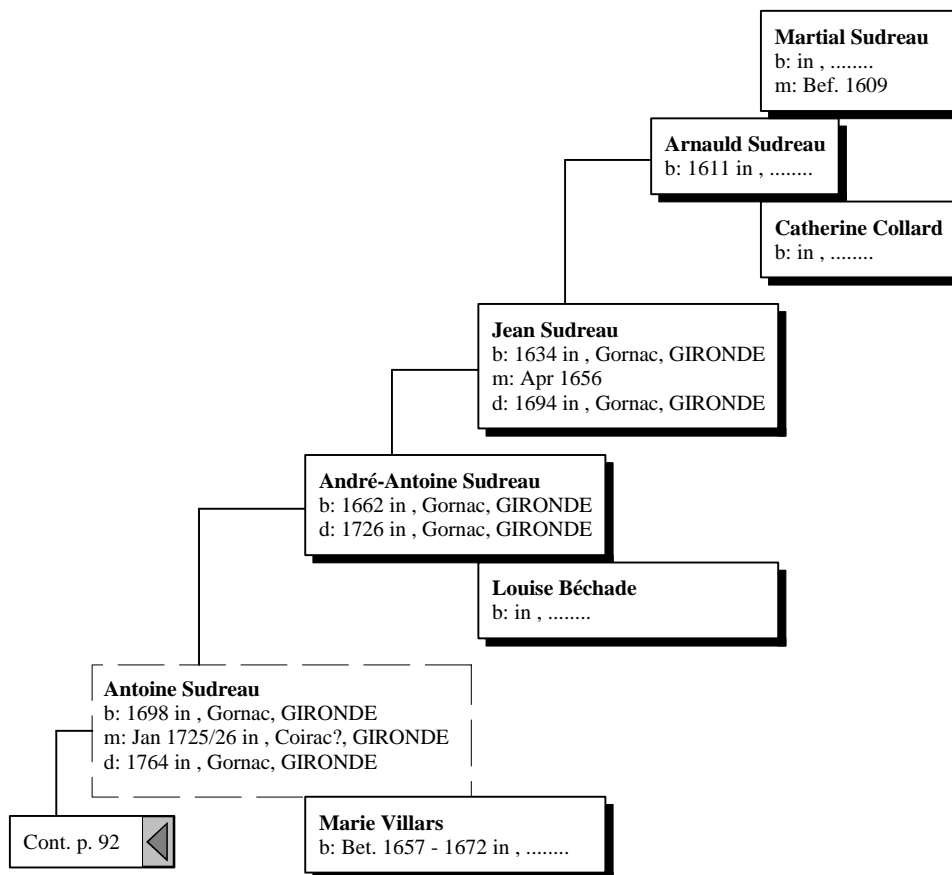 Martial Sudreau
b: in , ........
m: Bef. 1609
Arnauld Sudreau
b: 1611 in , ........
Catherine Collard
b: in , ........
Jean Sudreau
b: 1634 in , Gornac, GIRONDE
m: Apr 1656
d: 1694 in , Gornac, GIRONDE
André-Antoine Sudreau
b: 1662 in , Gornac, GIRONDE
d: 1726 in , Gornac, GIRONDE
Louise Béchade
b: in , ........
Antoine Sudreau
b: 1698 in , Gornac, GIRONDE
m: Jan 1725/26 in , Coirac?, GIRONDE
d: 1764 in , Gornac, GIRONDE
Marie Villars
b: Bet. 1657 - 1672 in , ........
Cont. p. 92